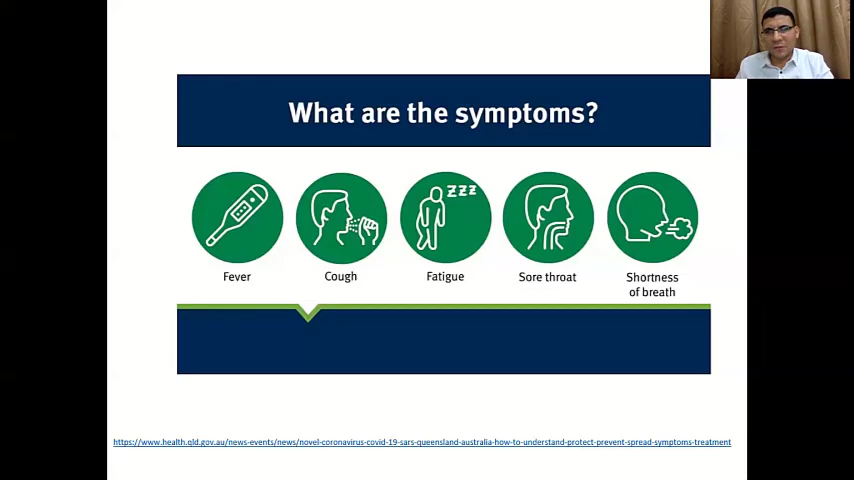 What are the symptoms?
ZZZ
Fever
Cough
Fatigue
Sore throat
Shortness
of breath
https://www.health.qld.gov.au/news-events/news/novel-coronavirus-covid-19-sars-queensland-australia-how-to-understand-protect-prevent-spread-symptoms-treatment